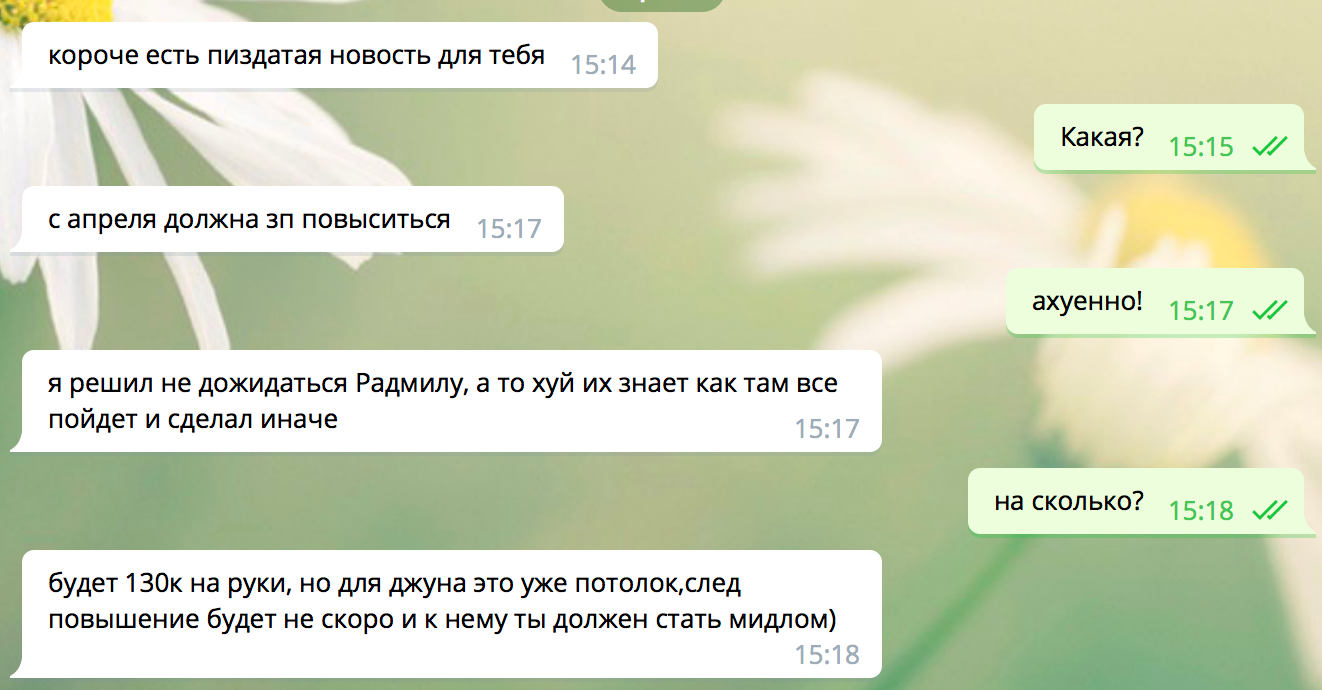 короче есть пиздатая новость для тебя 15:14
Какая? 15:15
с апреля должна зп повыситься 15:17
ахуенно! 15:17
я решил не дожидаться Радмилу, а то хуй их знает как там все
пойдет и сделал иначе
15:17
на сколько? 15:18
будет 130к на руки, но для джуна это уже потолок,след
повышение будет не скоро и к нему ты должен стать мидлом)
15:18